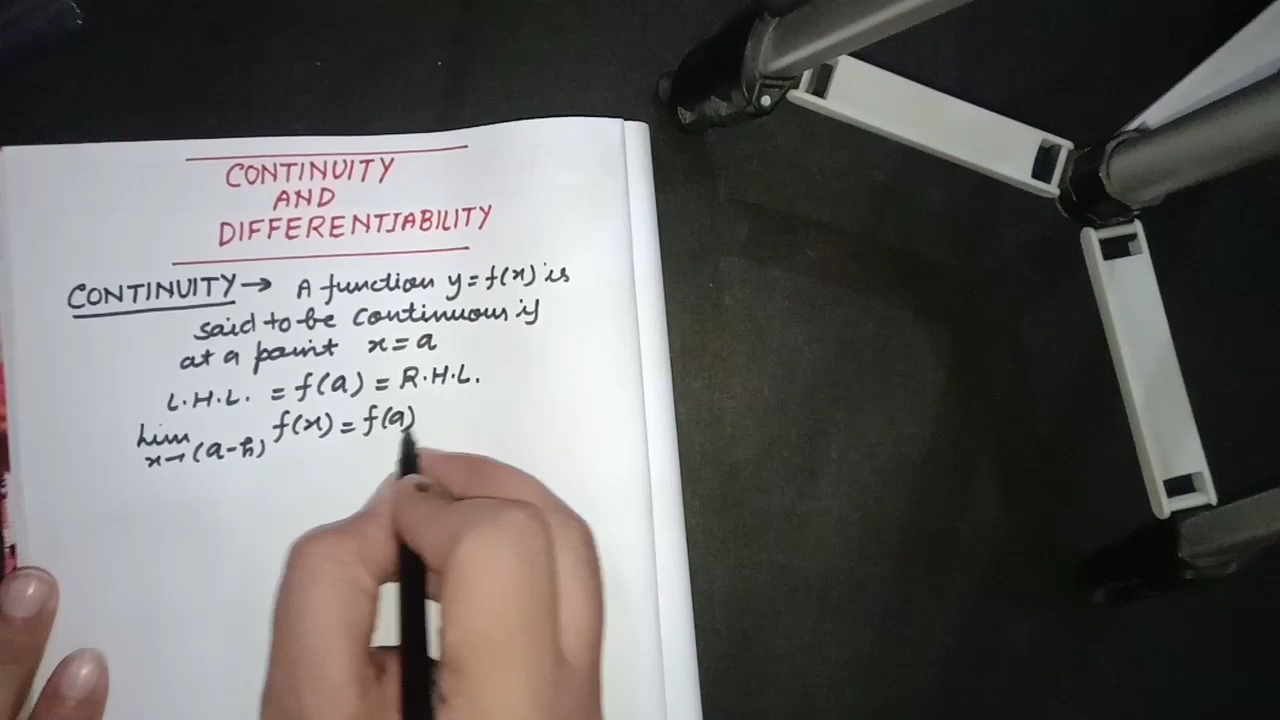 CONTINUITY
AND
DIFFERENTIABILITY
CONTINUITY → A function y=f(x) is
said to be continuous if
at a point x=a
L.H.L. = f(a) = R.H.L.
Lim f(x) = f(a)
x→(a-h)